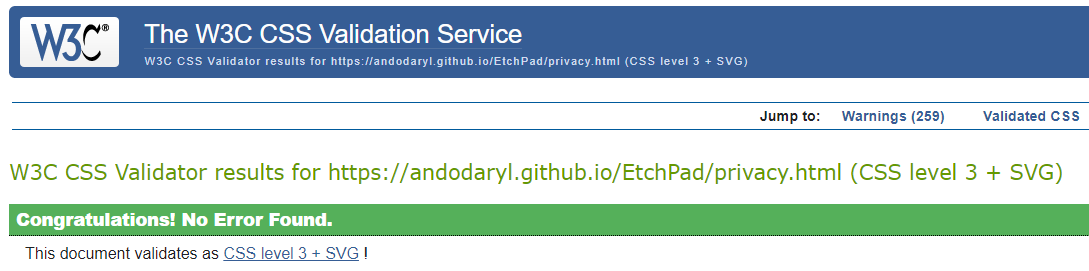 W3C®
The W3C CSS Validation Service
W3C CSS Validator results for https://andodaryl.github.io/EtchPad/privacy.html (CSS level 3 + SVG)
Jump to: Warnings (259) Validated CSS
W3C CSS Validator results for https://andodaryl.github.io/EtchPad/privacy.html (CSS level 3 + SVG)
Congratulations! No Error Found.
This document validates as CSS level 3 + SVG !